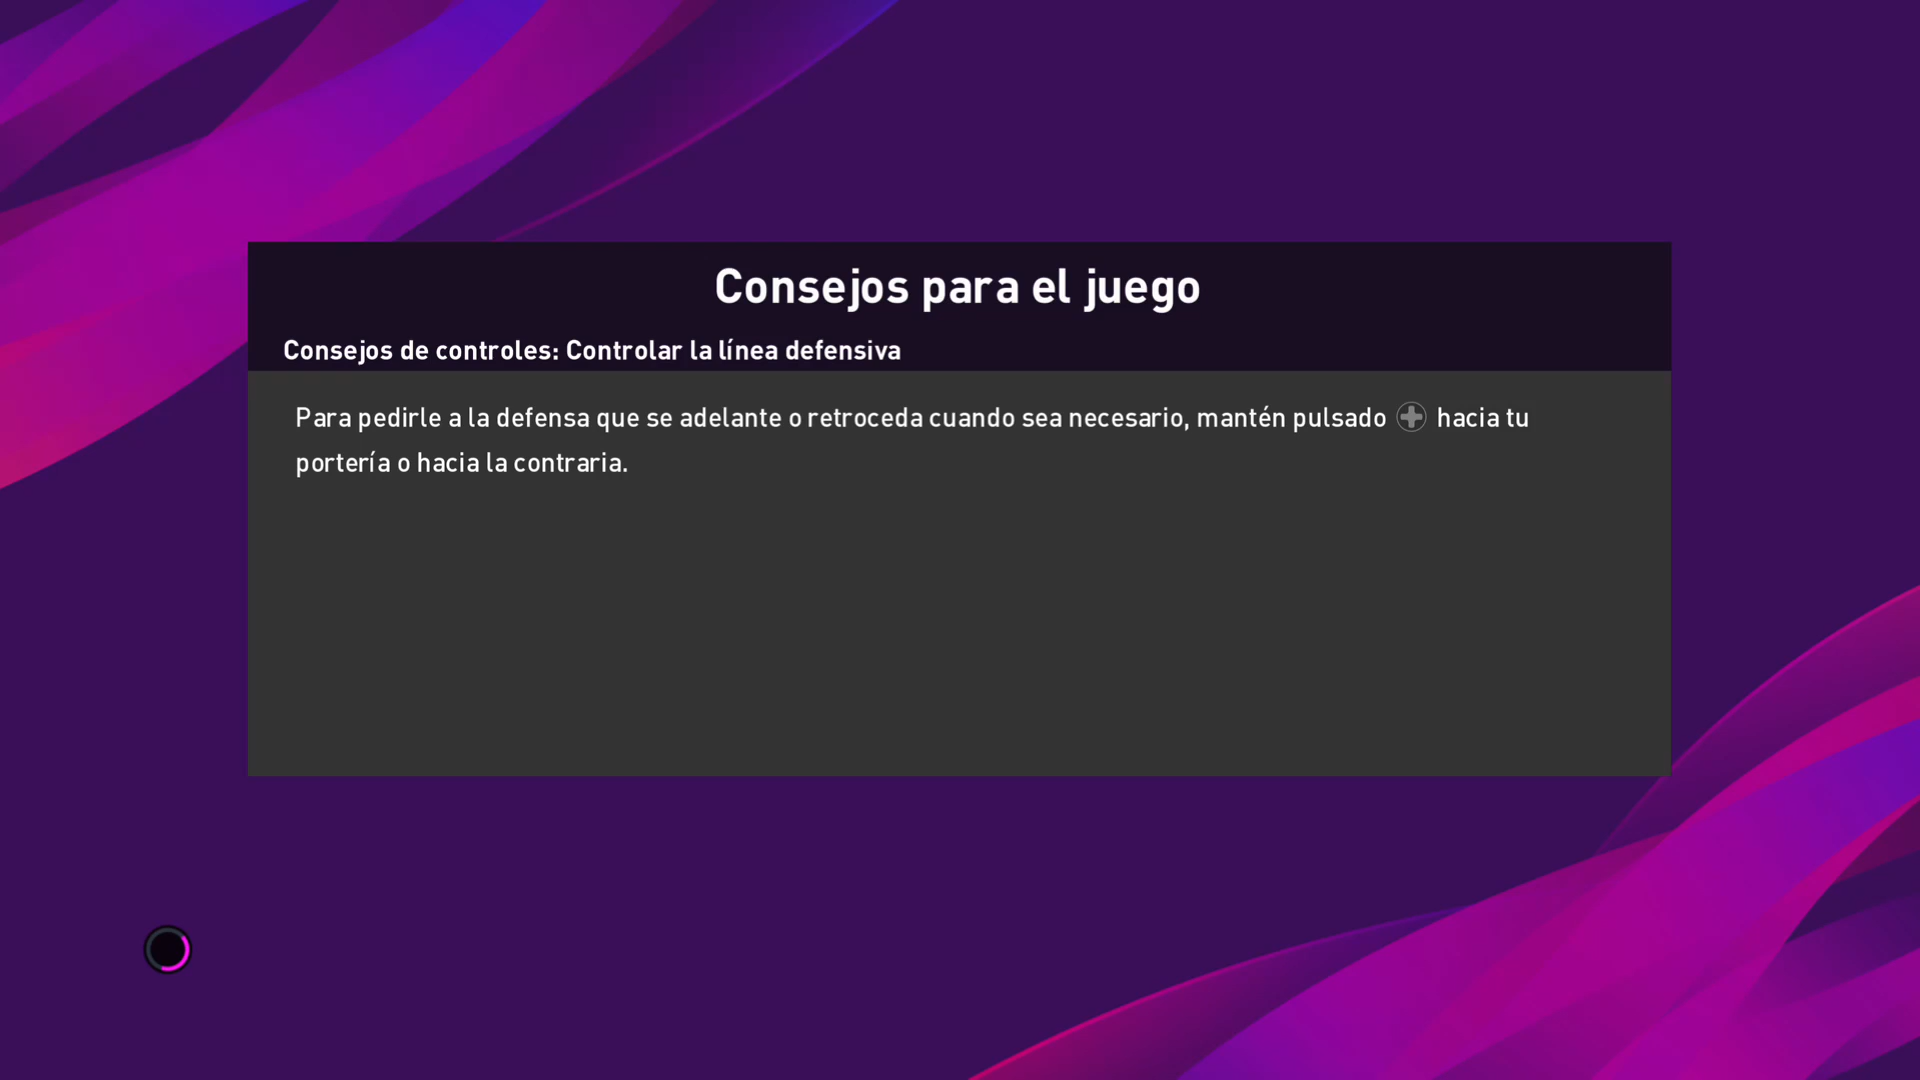 Consejos para el juego
Consejos de controles: Controlar la línea defensiva
Para pedirle a la defensa que se adelante o retroceda cuando sea necesario, mantén pulsado hacia tu
portería o hacia la contraria.